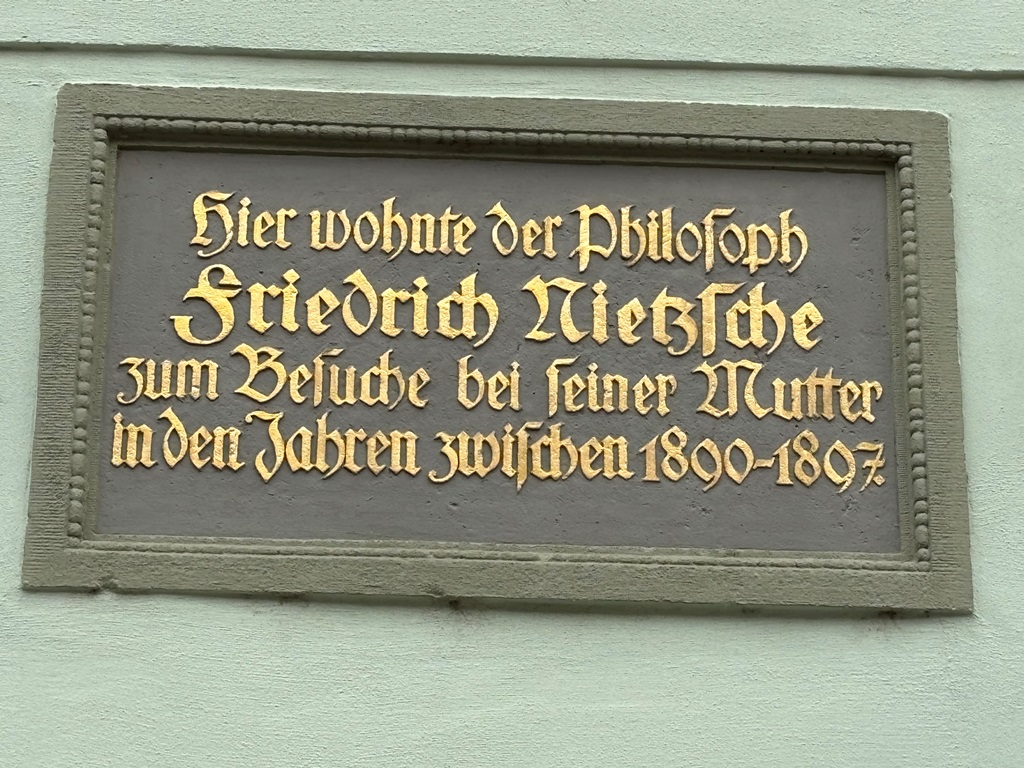 Hier wohnte der Philosoph
Friedrich Nietzsche
zum Besuche bei seiner Mutter
in den Jahren zwischen 1890-1897.